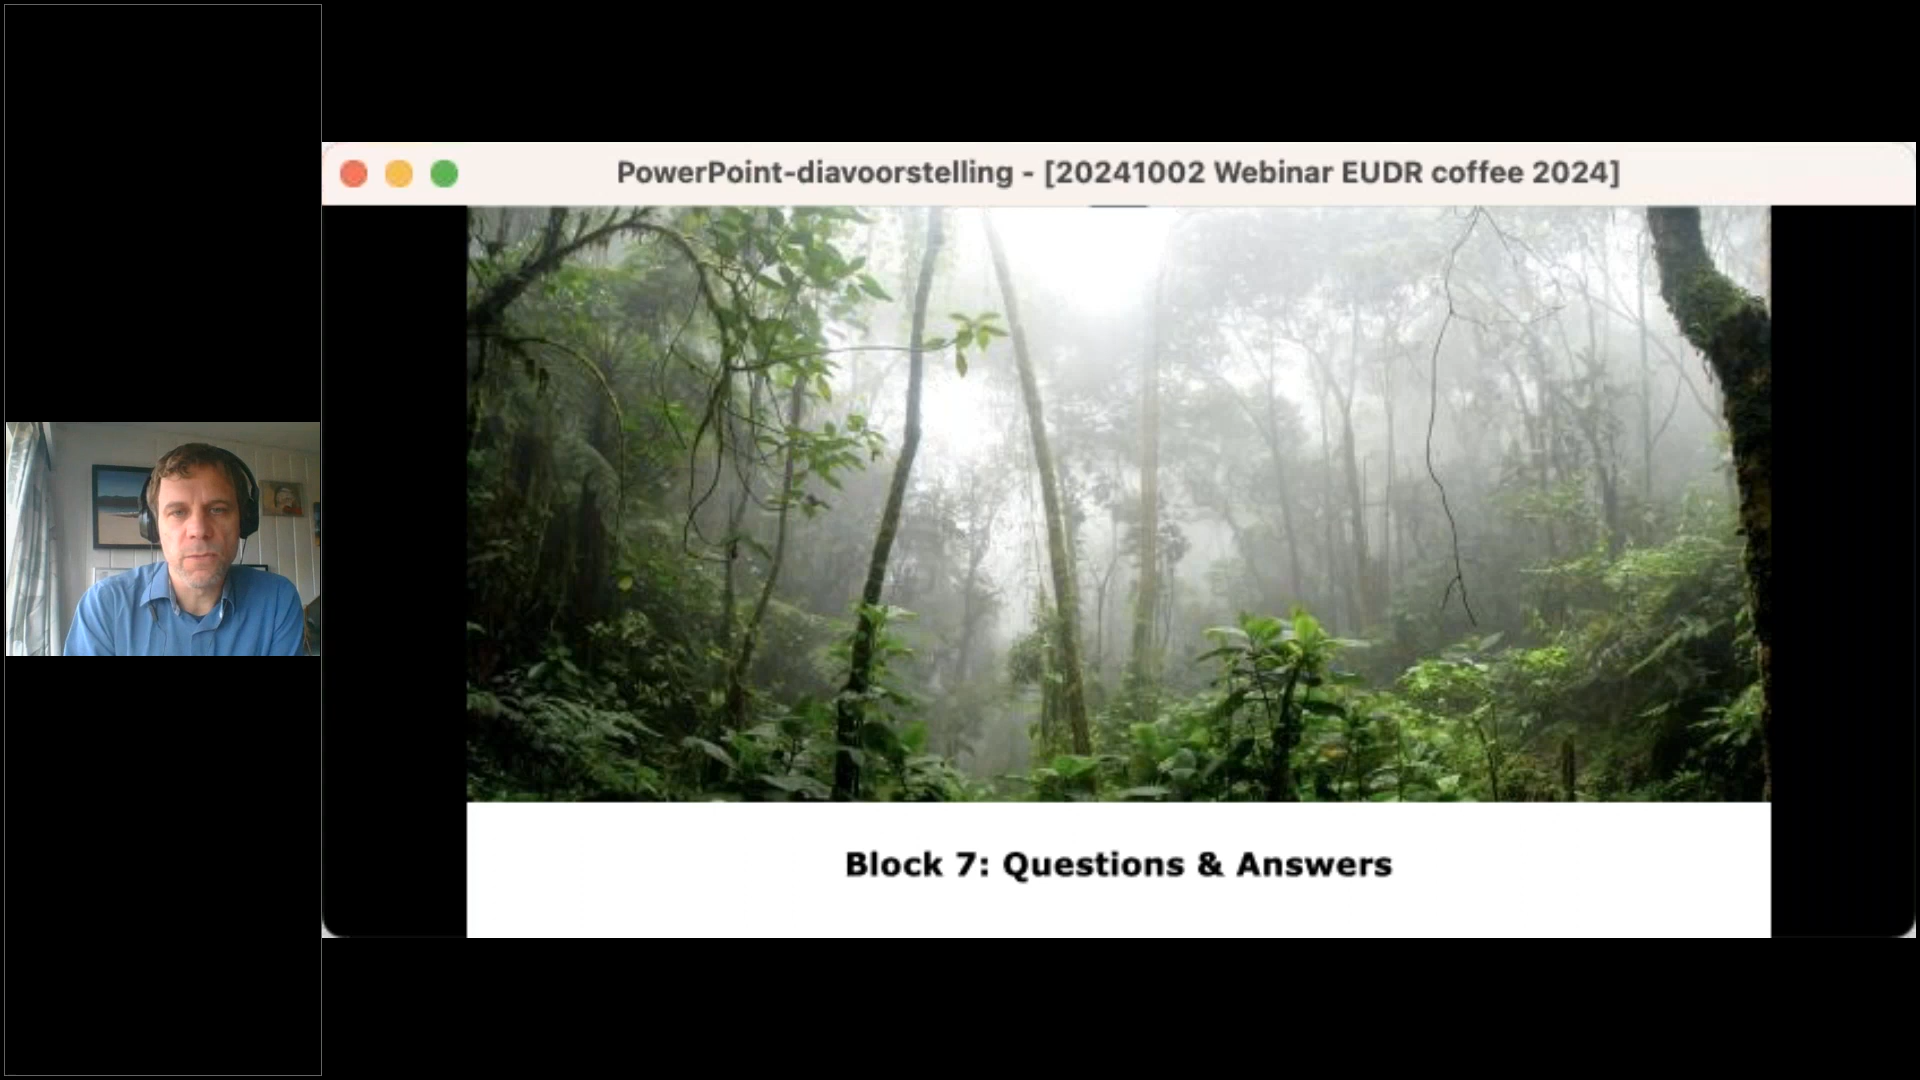 PowerPoint-diavoorstelling - [20241002 Webinar EUDR coffee 2024]
Block 7: Questions & Answers